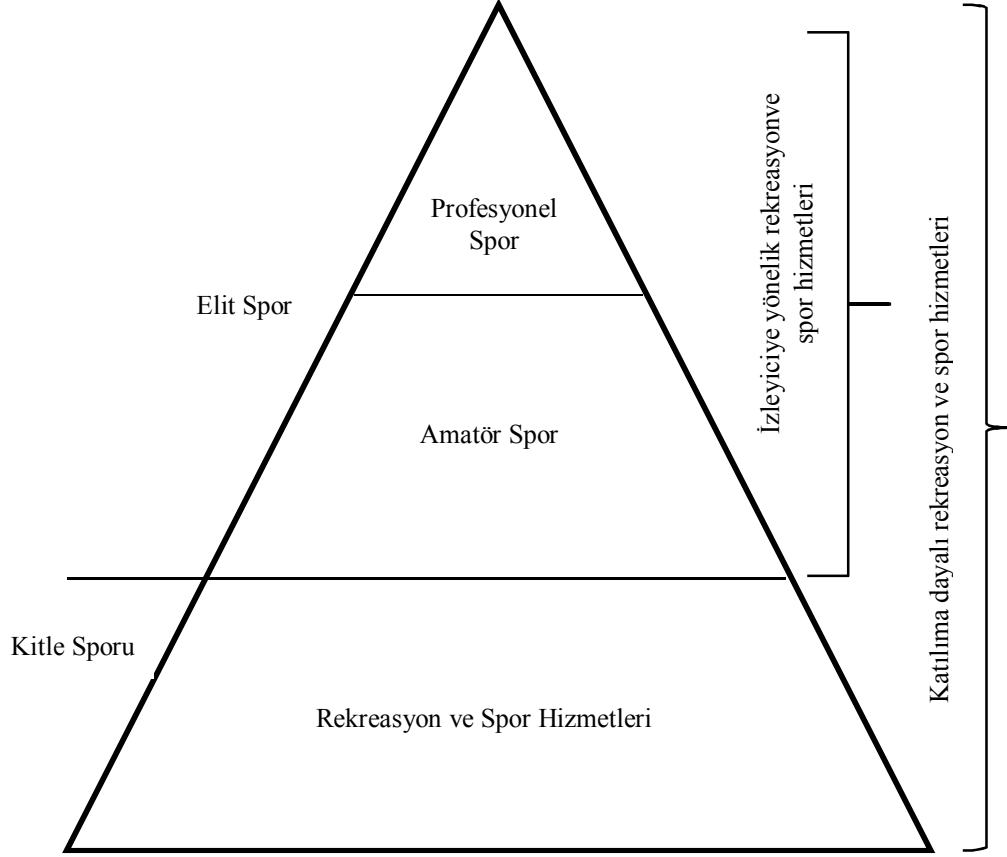 Profesyonel
Spor
Elit Spor
Amatör Spor
Kitle Sporu
Rekreasyon ve Spor Hizmetleri
İzleyiciye yönelik rekreasyonve
spor hizmetleri
Katılıma dayalı rekreasyon ve spor hizmetleri